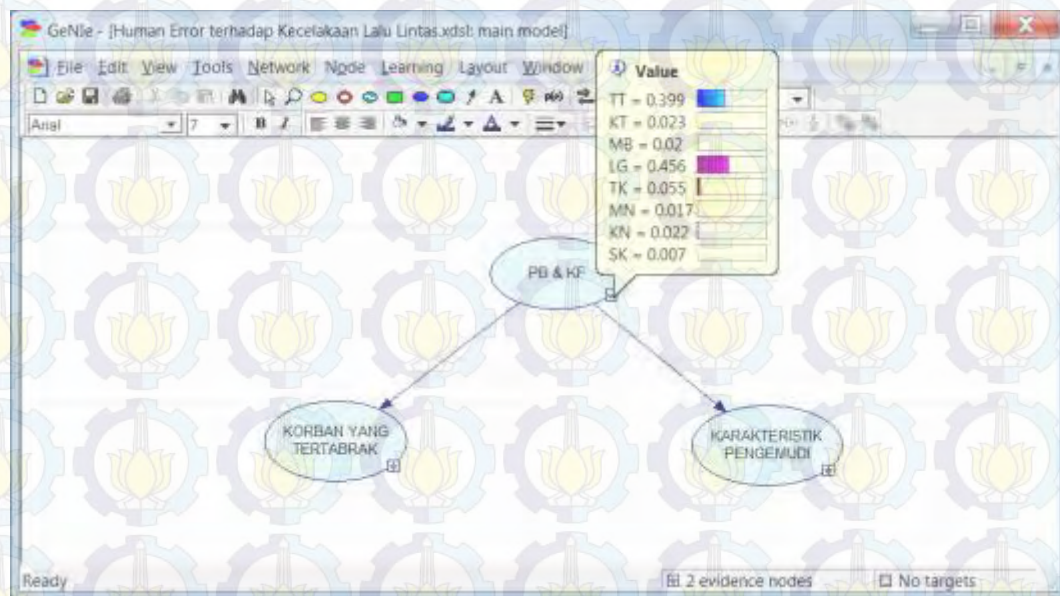 GeNIe - [Human Error terhadap Kecelakaan Lalu Lintas.xdsl: main model]
File Edit View Tools Network Node Learning Layout Window
Arial 7 B I A
Value
TT = 0.399
KT = 0.023
MB = 0.02
LG = 0.456
TK = 0.055
MN = 0.017
KN = 0.022
SK = 0.007
PB & KF
KORBAN YANG
TERTABRAK
KARAKTERISTIK
PENGEMUDI
Ready 2 evidence nodes No targets